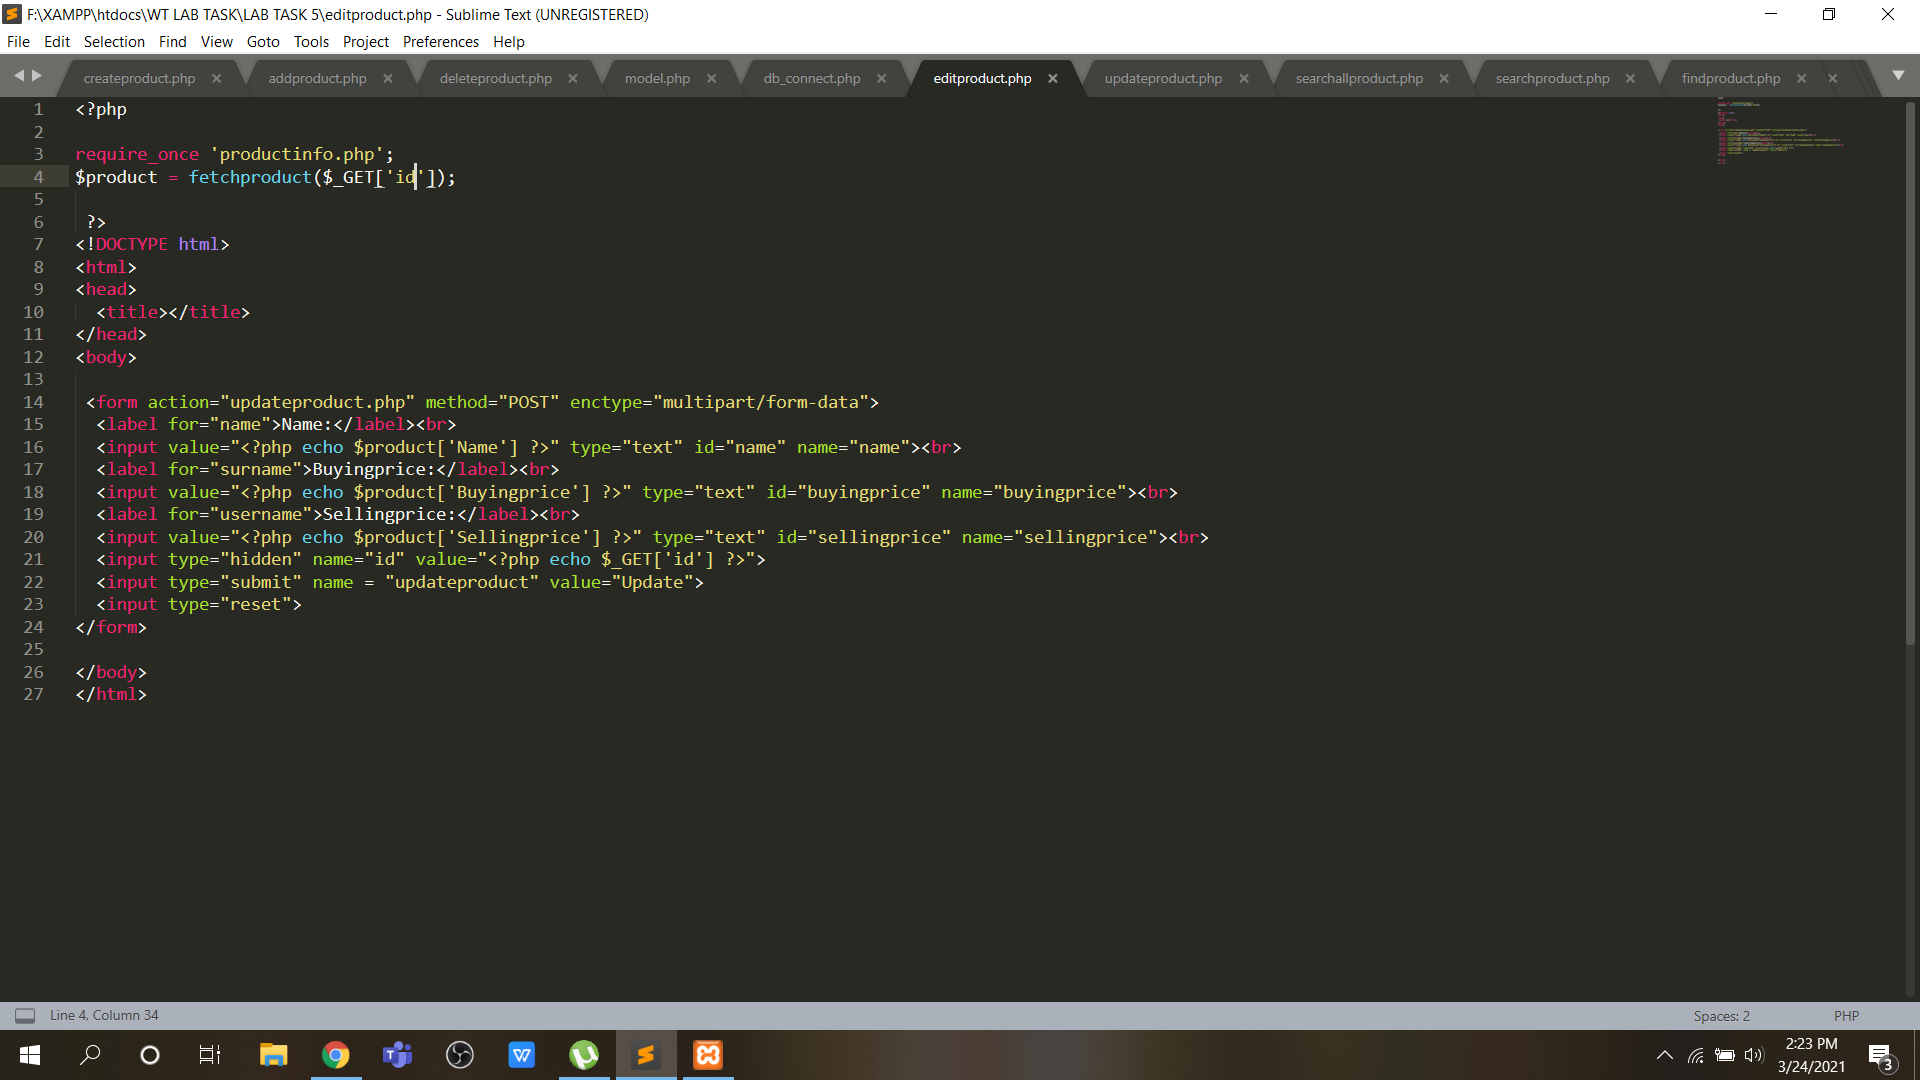 F:\XAMPP\htdocs\WT LAB TASK\LAB TASK 5\editproduct.php - Sublime Text (UNREGISTERED)
File Edit Selection Find View Goto Tools Project Preferences Help
createproduct.php addproduct.php deleteproduct.php model.php db_connect.php editproduct.php updateproduct.php searchallproduct.php searchproduct.php findproduct.php
1 <?php
2
3 require_once 'productinfo.php';
4 $product = fetchproduct($_GET['id']);
5
6 ?>
7 <!DOCTYPE html>
8 <html>
9 <head>
10 <title></title>
11 </head>
12 <body>
13
14 <form action="updateproduct.php" method="POST" enctype="multipart/form-data">
15 <label for="name">Name:</label><br>
16 <input value="<?php echo $product['Name'] ?>" type="text" id="name" name="name"><br>
17 <label for="surname">Buyingprice:</label><br>
18 <input value="<?php echo $product['Buyingprice'] ?>" type="text" id="buyingprice" name="buyingprice"><br>
19 <label for="username">Sellingprice:</label><br>
20 <input value="<?php echo $product['Sellingprice'] ?>" type="text" id="sellingprice" name="sellingprice"><br>
21 <input type="hidden" name="id" value="<?php echo $_GET['id'] ?>">
22 <input type="submit" name = "updateproduct" value="Update">
23 <input type="reset">
24 </form>
25
26 </body>
27 </html>
Line 4, Column 34 Spaces: 2 PHP
2:23 PM
3/24/2021
3